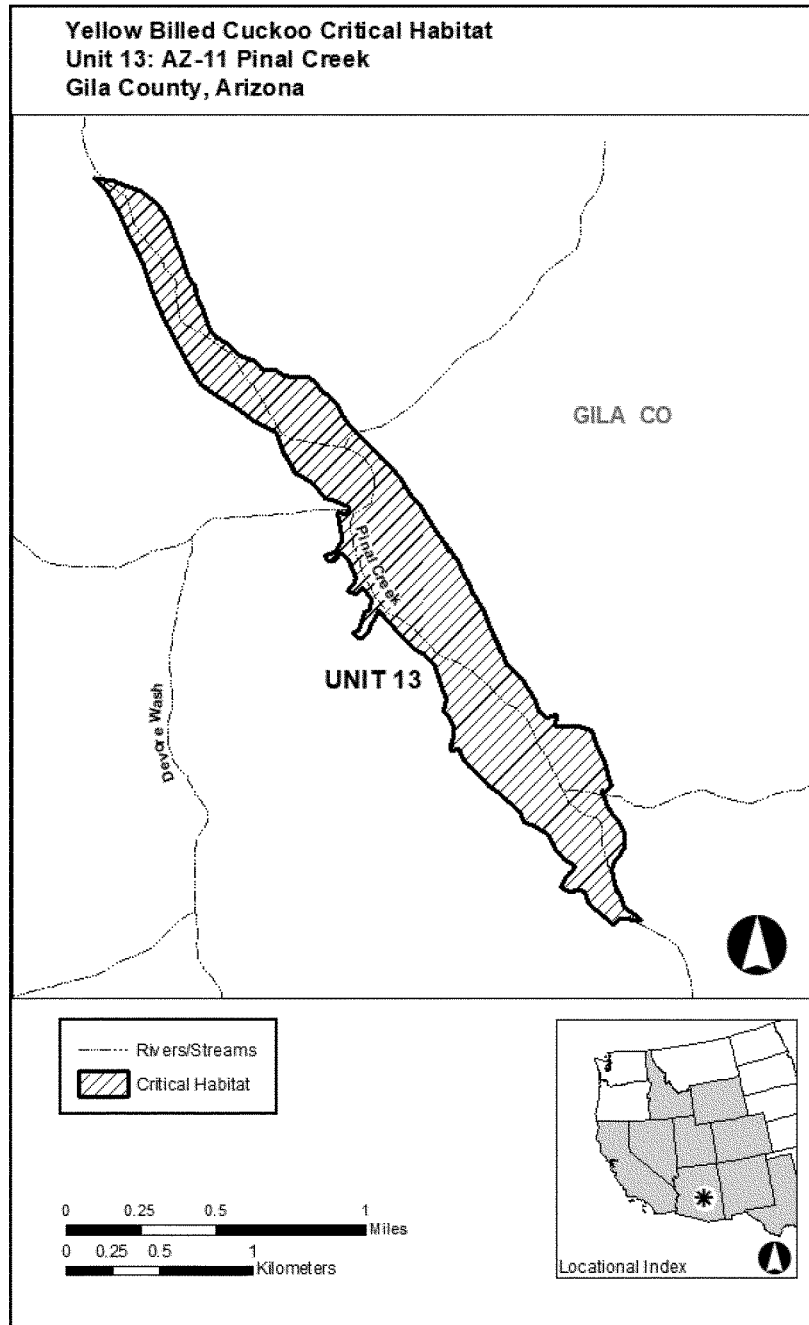 Yellow Billed Cuckoo Critical Habitat
Unit 13: AZ-11 Pinal Creek
Gila County, Arizona
GILA CO
Pinal Creek
UNIT 13
Devore Wash
Rivers/Streams
Critical Habitat
0 0.25 0.5 1
Miles
0 0.25 0.5 1
Kilometers
Locational Index